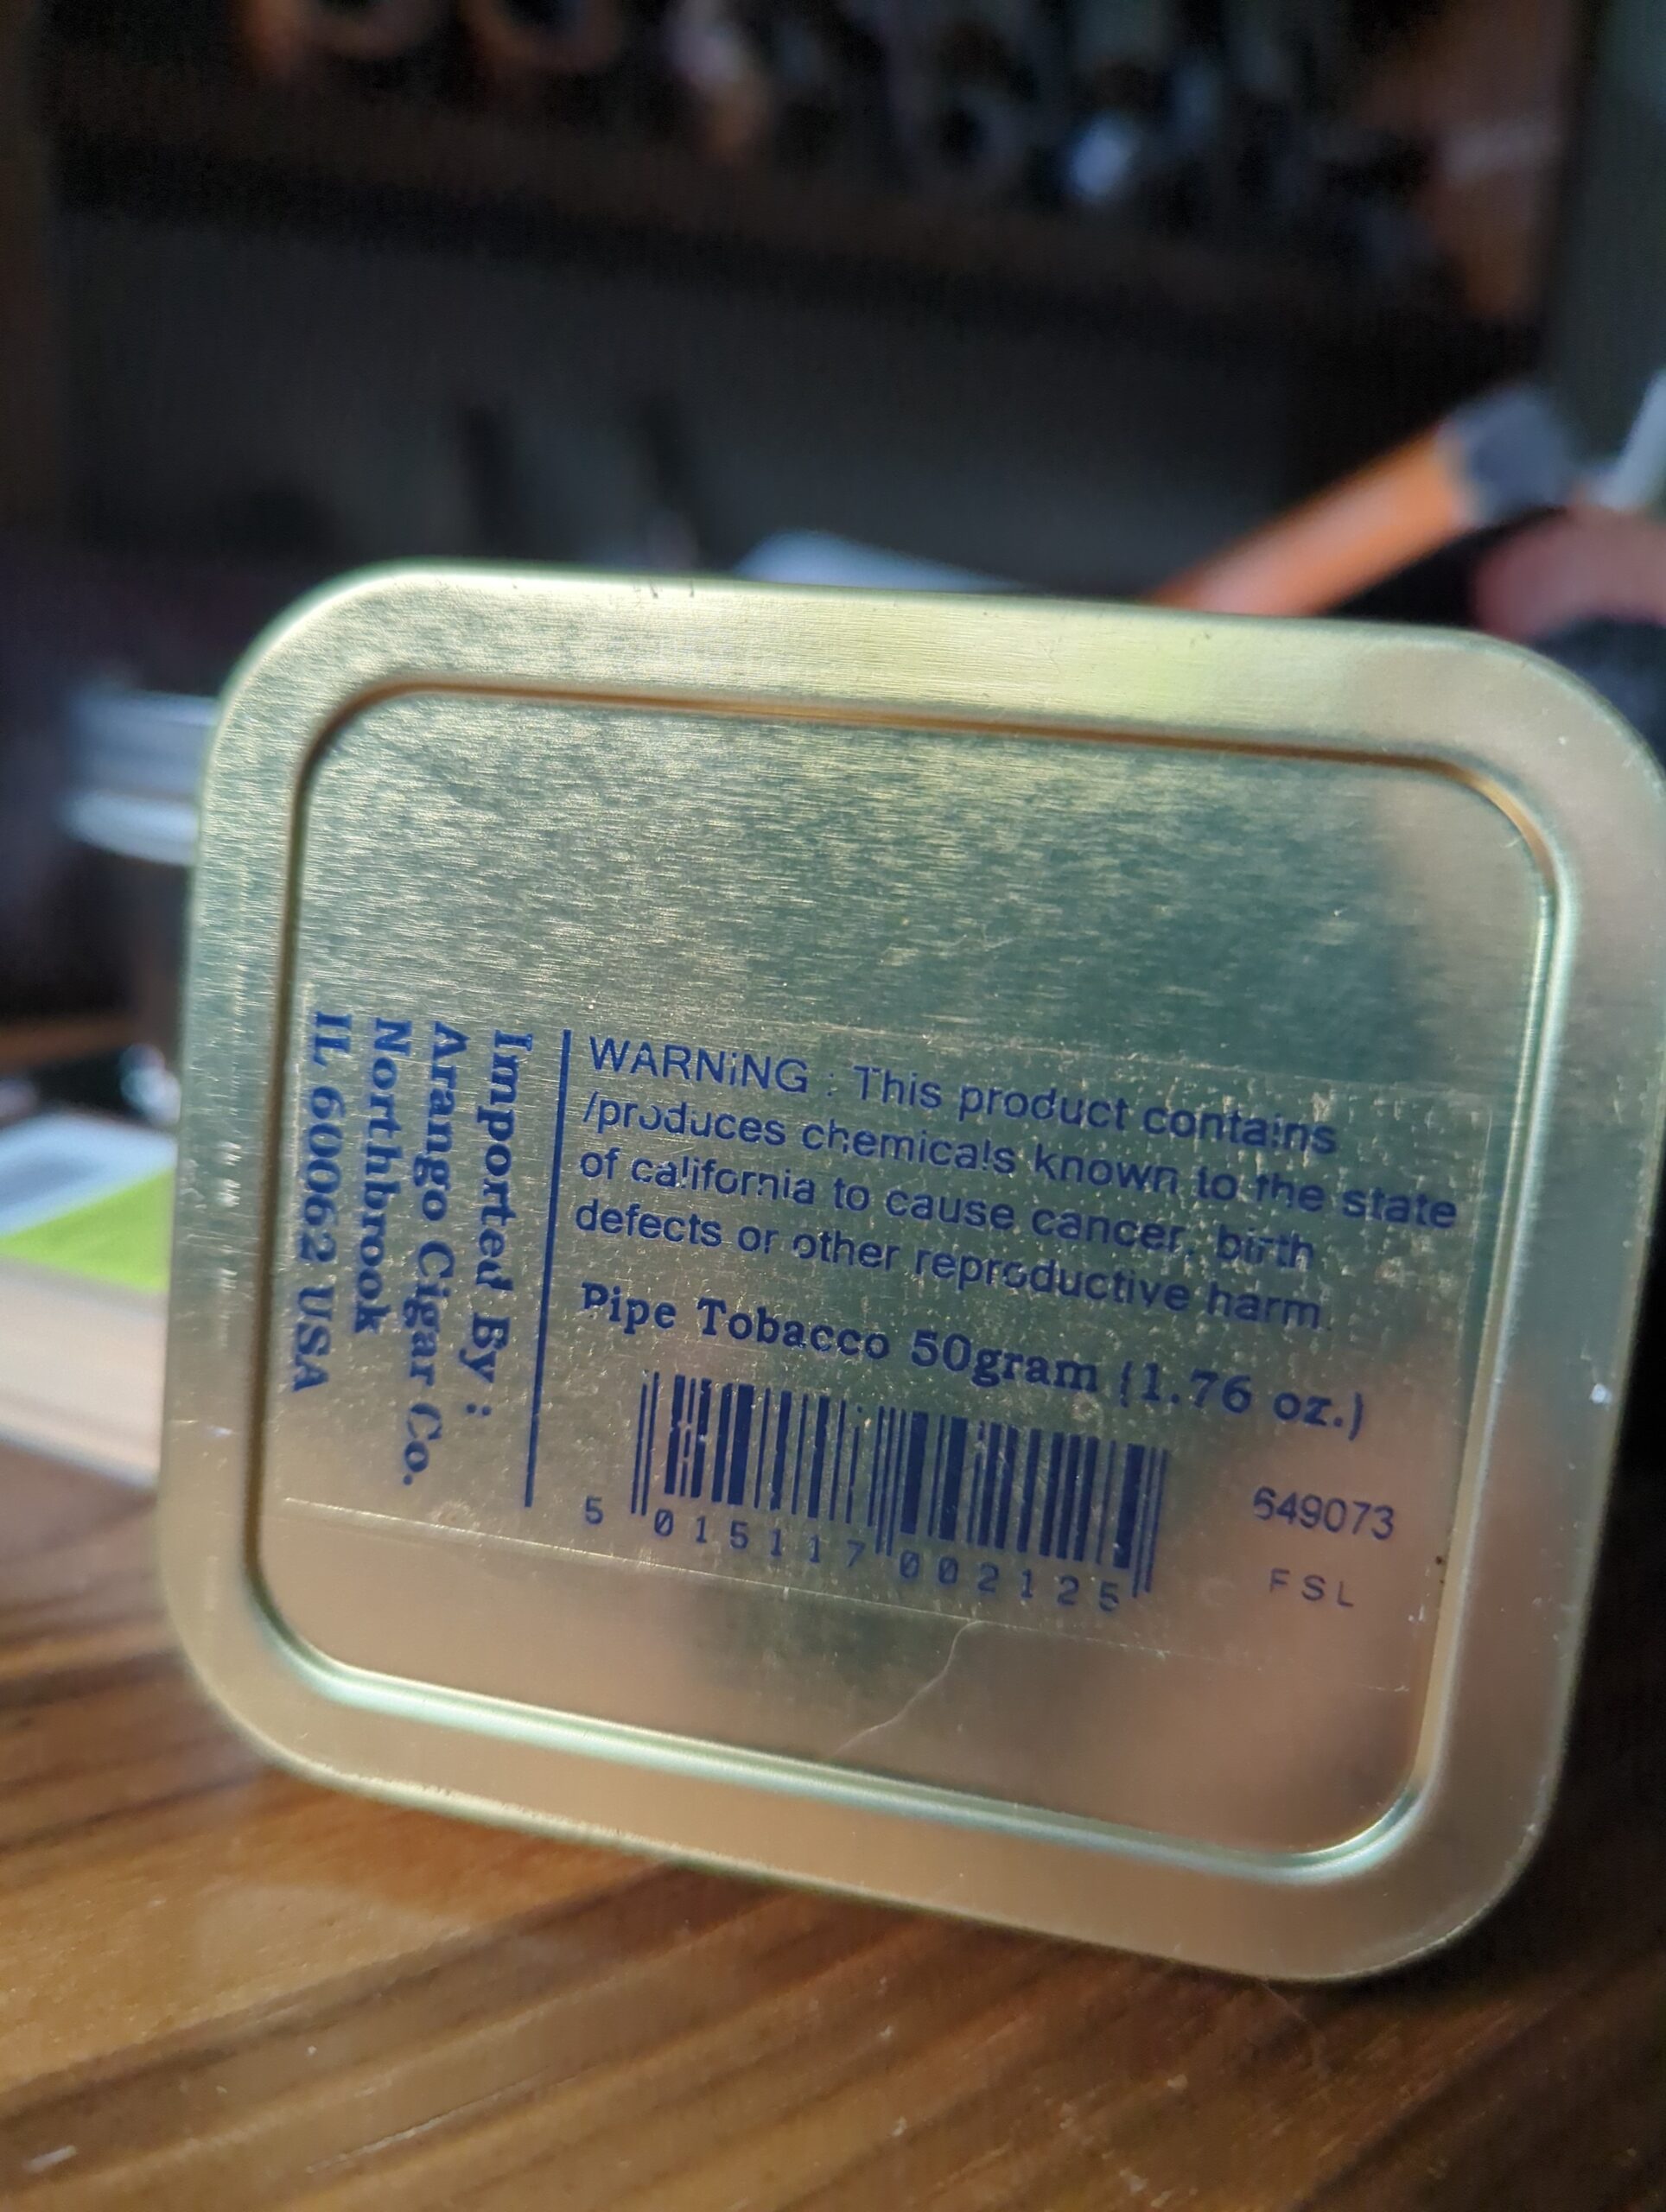 WARNiNG : This product contains
/produces chemicals known to the state
of california to cause cancer, birth
defects or other reproductive harm.
Pipe Tobacco 50gram (1.76 oz.)
5 015117 002125
649073
FSL
Imported By :
Arango Cigar Co.
Northbrook
IL 60062 USA